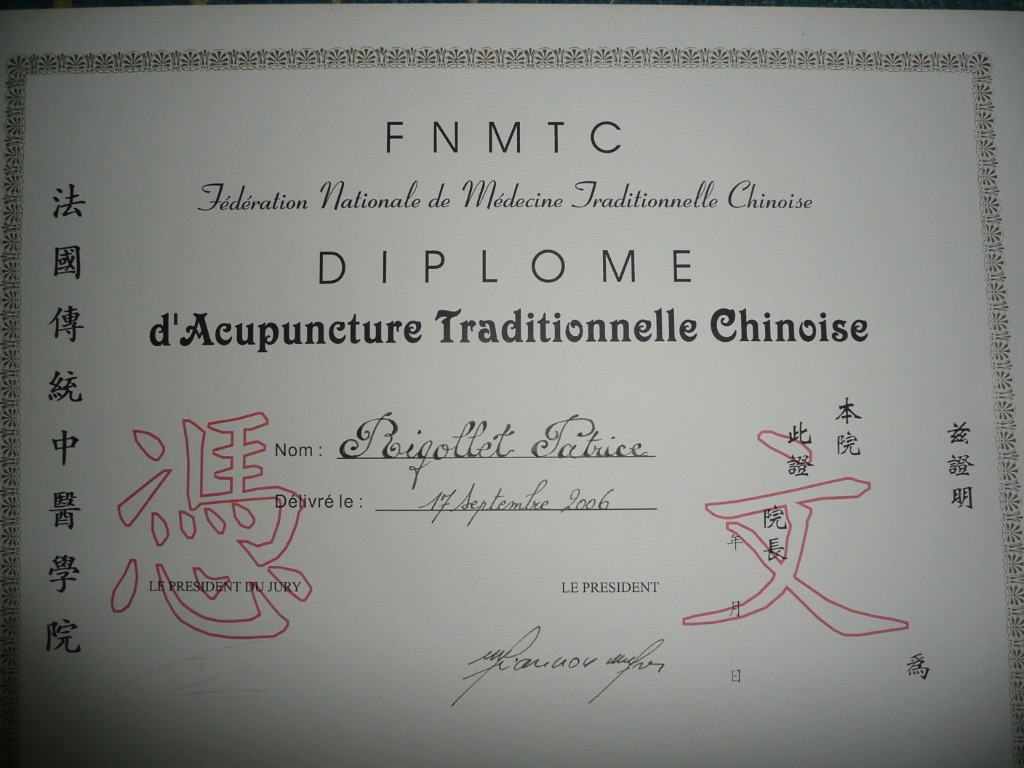 FNMTC
Fédération Nationale de Médecine Traditionnelle Chinoise
DIPLOME
d'Acupuncture Traditionnelle Chinoise
Nom : Rigollet Patrice
Délivré le : 17 Septembre 2006
LE PRESIDENT DU JURY
LE PRESIDENT
法國傳統中醫學院
憑
文
茲證明
為
本院
此證
院長
年月日